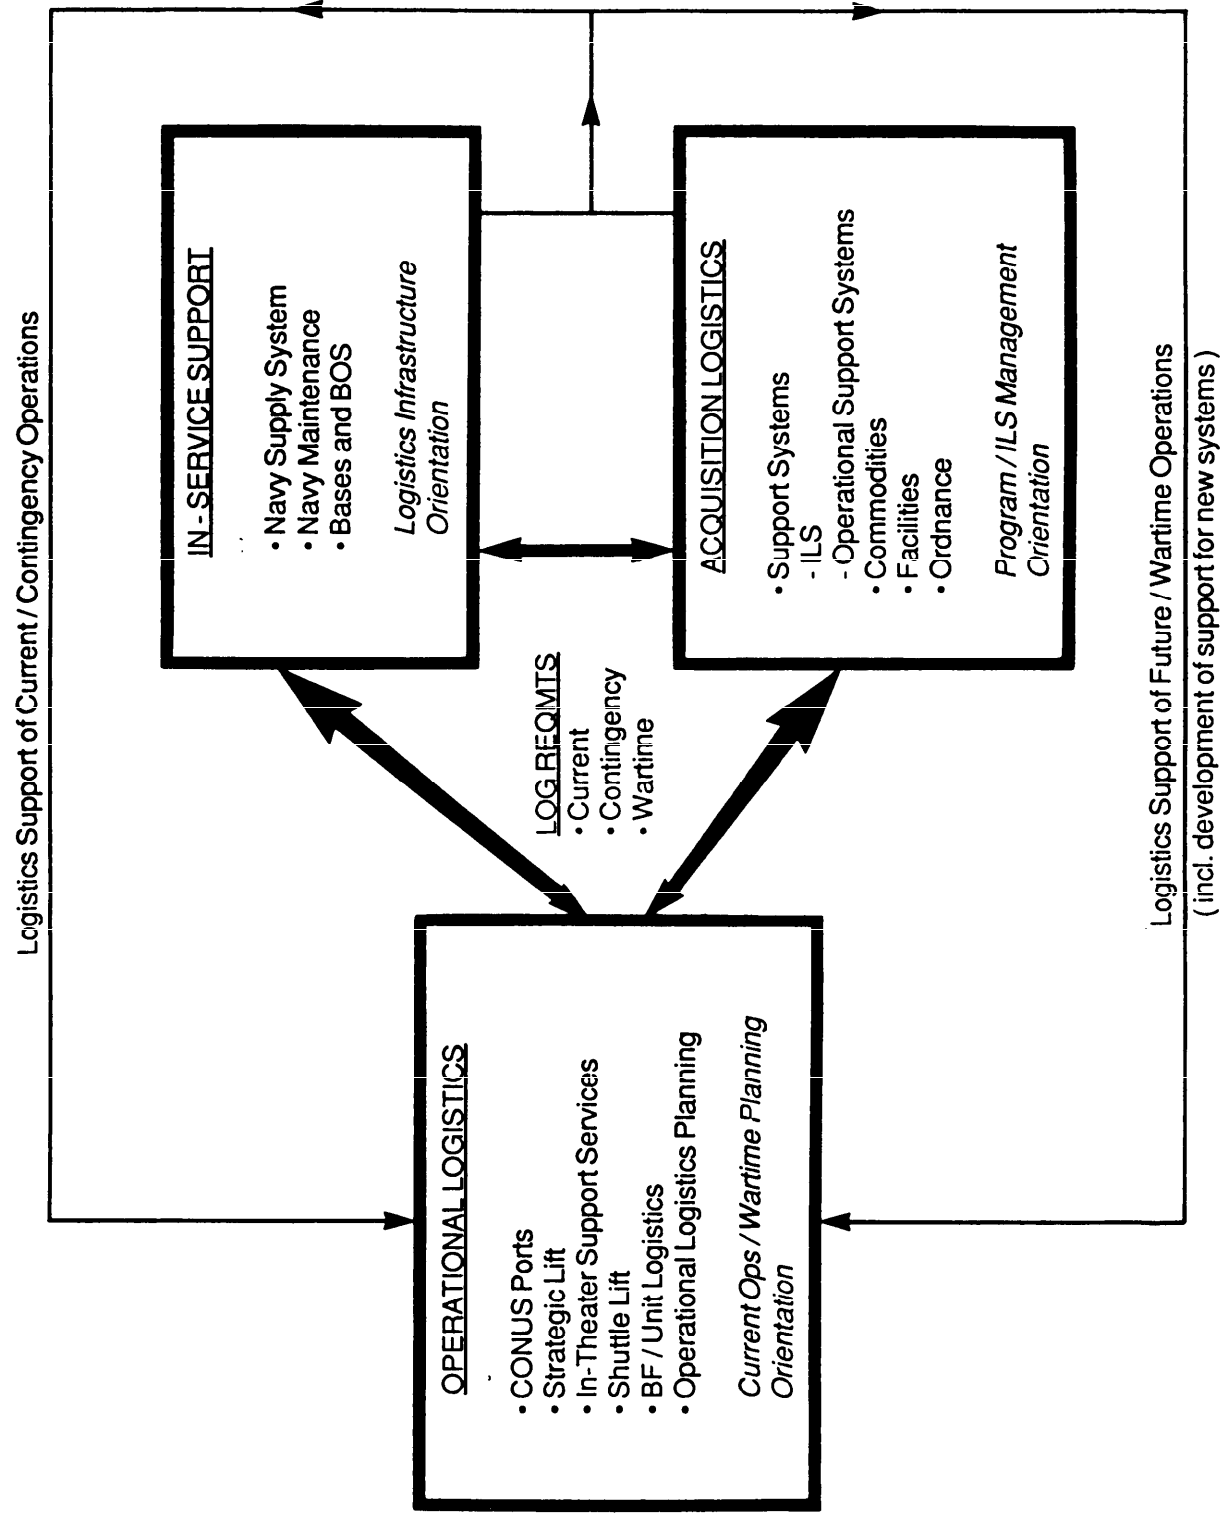 Logistics Support of Current / Contingency Operations
OPERATIONAL LOGISTICS
• CONUS Ports
• Strategic Lift
• In-Theater Support Services
• Shuttle Lift
• BF / Unit Logistics
• Operational Logistics Planning
Current Ops / Wartime Planning
Orientation
LOG REQMTS
• Current
• Contingency
• Wartime
IN - SERVICE SUPPORT
• Navy Supply System
• Navy Maintenance
• Bases and BOS
Logistics Infrastructure
Orientation
ACQUISITION LOGISTICS
• Support Systems
- ILS
- Operational Support Systems
• Commodities
• Facilities
• Ordnance
Program / ILS Management
Orientation
Logistics Support of Future / Wartime Operations
( incl. development of support for new systems )